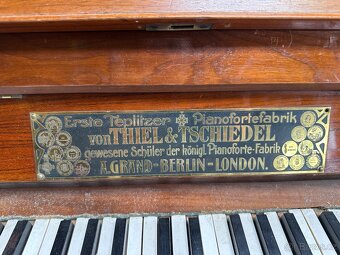 Erste Teplitzer Pianofortefabrik
von THIEL & TSCHIEDEL
gewesene Schüler der königl. Pianoforte-Fabrik
A. GRAND-BERLIN-LONDON.